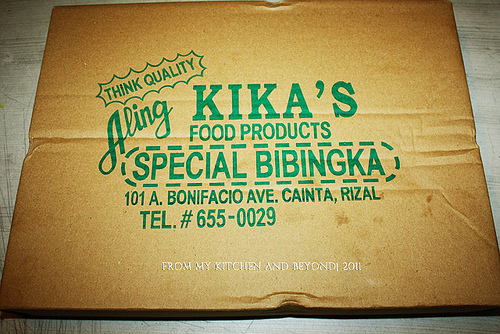 THINK QUALITY
Aling KIKA'S
FOOD PRODUCTS
SPECIAL BIBINGKA
101 A. BONIFACIO AVE. CAINTA, RIZAL
TEL. # 655-0029
FROM MY KITCHEN AND BEYOND| 2011